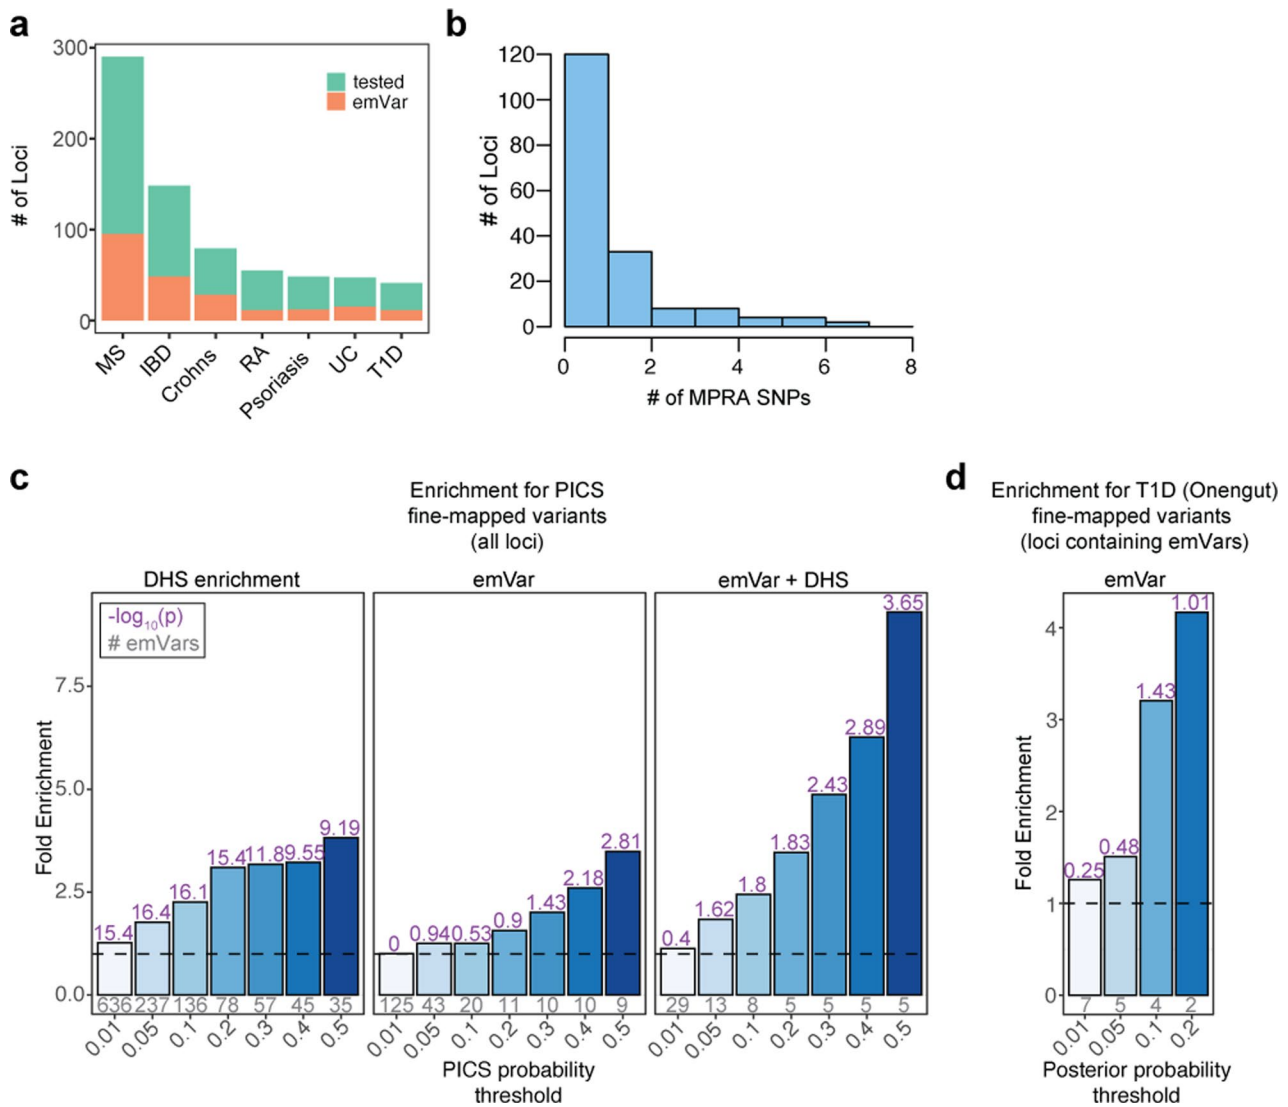 a
300
200
100
0
# of Loci
tested
emVar
MS
IBD
Crohns
RA
Psoriasis
UC
T1D
b
120
100
80
60
40
20
0
# of Loci
0
2
4
6
8
# of MPRA SNPs
c
Enrichment for PICS
fine-mapped variants
(all loci)
DHS enrichment
emVar
emVar + DHS
-log10(p)
# emVars
Fold Enrichment
7.5
5.0
2.5
0.0
15.4
16.4
16.1
15.4
11.8
9.55
9.19
636
237
136
78
57
45
35
0.01
0.05
0.1
0.2
0.3
0.4
0.5
0
0.94
0.53
0.9
1.43
2.18
2.81
125
43
20
11
10
10
9
0.01
0.05
0.1
0.2
0.3
0.4
0.5
0.4
1.62
1.8
1.83
2.43
2.89
3.65
29
13
8
5
5
5
5
0.01
0.05
0.1
0.2
0.3
0.4
0.5
PICS probability
threshold
d
Enrichment for T1D (Onengut)
fine-mapped variants
(loci containing emVars)
emVar
Fold Enrichment
4
3
2
1
0
0.25
0.48
1.43
1.01
7
5
4
2
0.01
0.05
0.1
0.2
Posterior probability
threshold